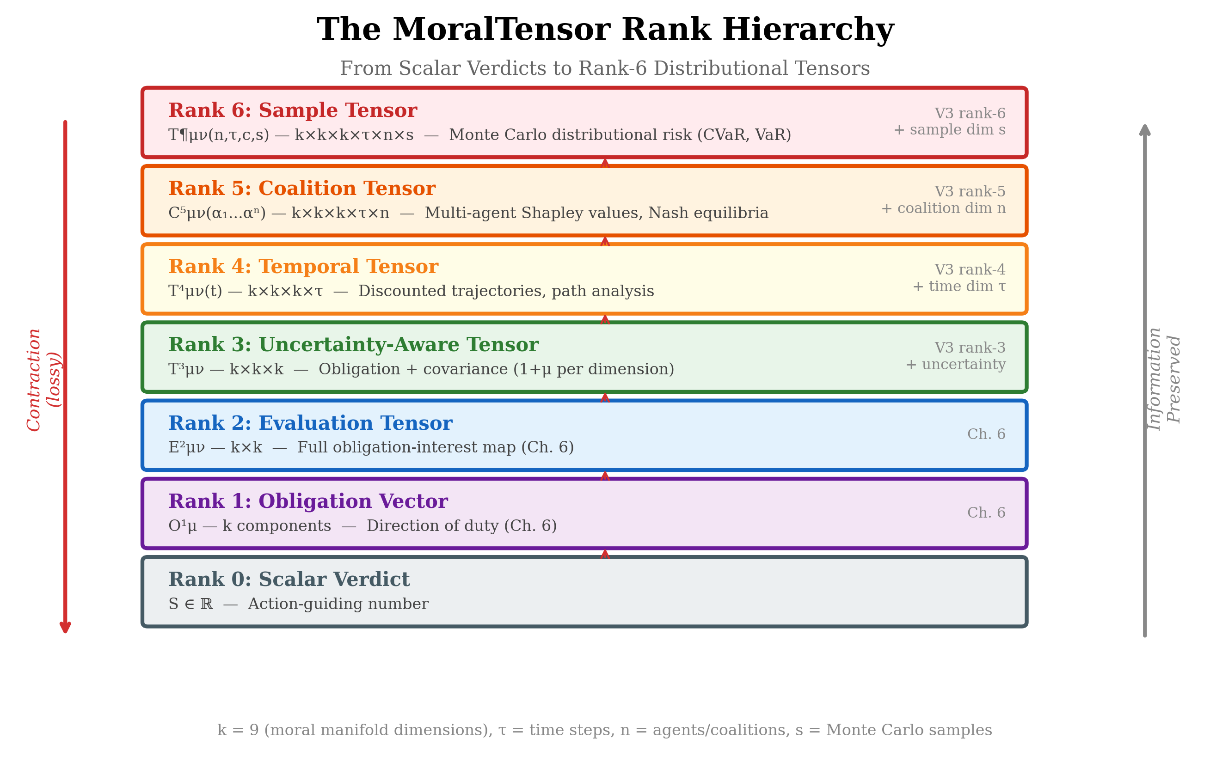 The MoralTensor Rank Hierarchy
From Scalar Verdicts to Rank-6 Distributional Tensors
Rank 6: Sample Tensor
T¶μν(n,τ,c,s) — k×k×k×τ×n×s — Monte Carlo distributional risk (CVaR, VaR)
V3 rank-6
+ sample dim s
Rank 5: Coalition Tensor
C⁵μν(α₁...αⁿ) — k×k×k×τ×n — Multi-agent Shapley values, Nash equilibria
V3 rank-5
+ coalition dim n
Rank 4: Temporal Tensor
T⁴μν(t) — k×k×k×τ — Discounted trajectories, path analysis
V3 rank-4
+ time dim τ
Rank 3: Uncertainty-Aware Tensor
T³μν — k×k×k — Obligation + covariance (1+μ per dimension)
V3 rank-3
+ uncertainty
Rank 2: Evaluation Tensor
E²μν — k×k — Full obligation-interest map (Ch. 6)
Ch. 6
Rank 1: Obligation Vector
O¹μ — k components — Direction of duty (Ch. 6)
Ch. 6
Rank 0: Scalar Verdict
S ∈ ℝ — Action-guiding number
Contraction
(lossy)
Information
Preserved
k = 9 (moral manifold dimensions), τ = time steps, n = agents/coalitions, s = Monte Carlo samples